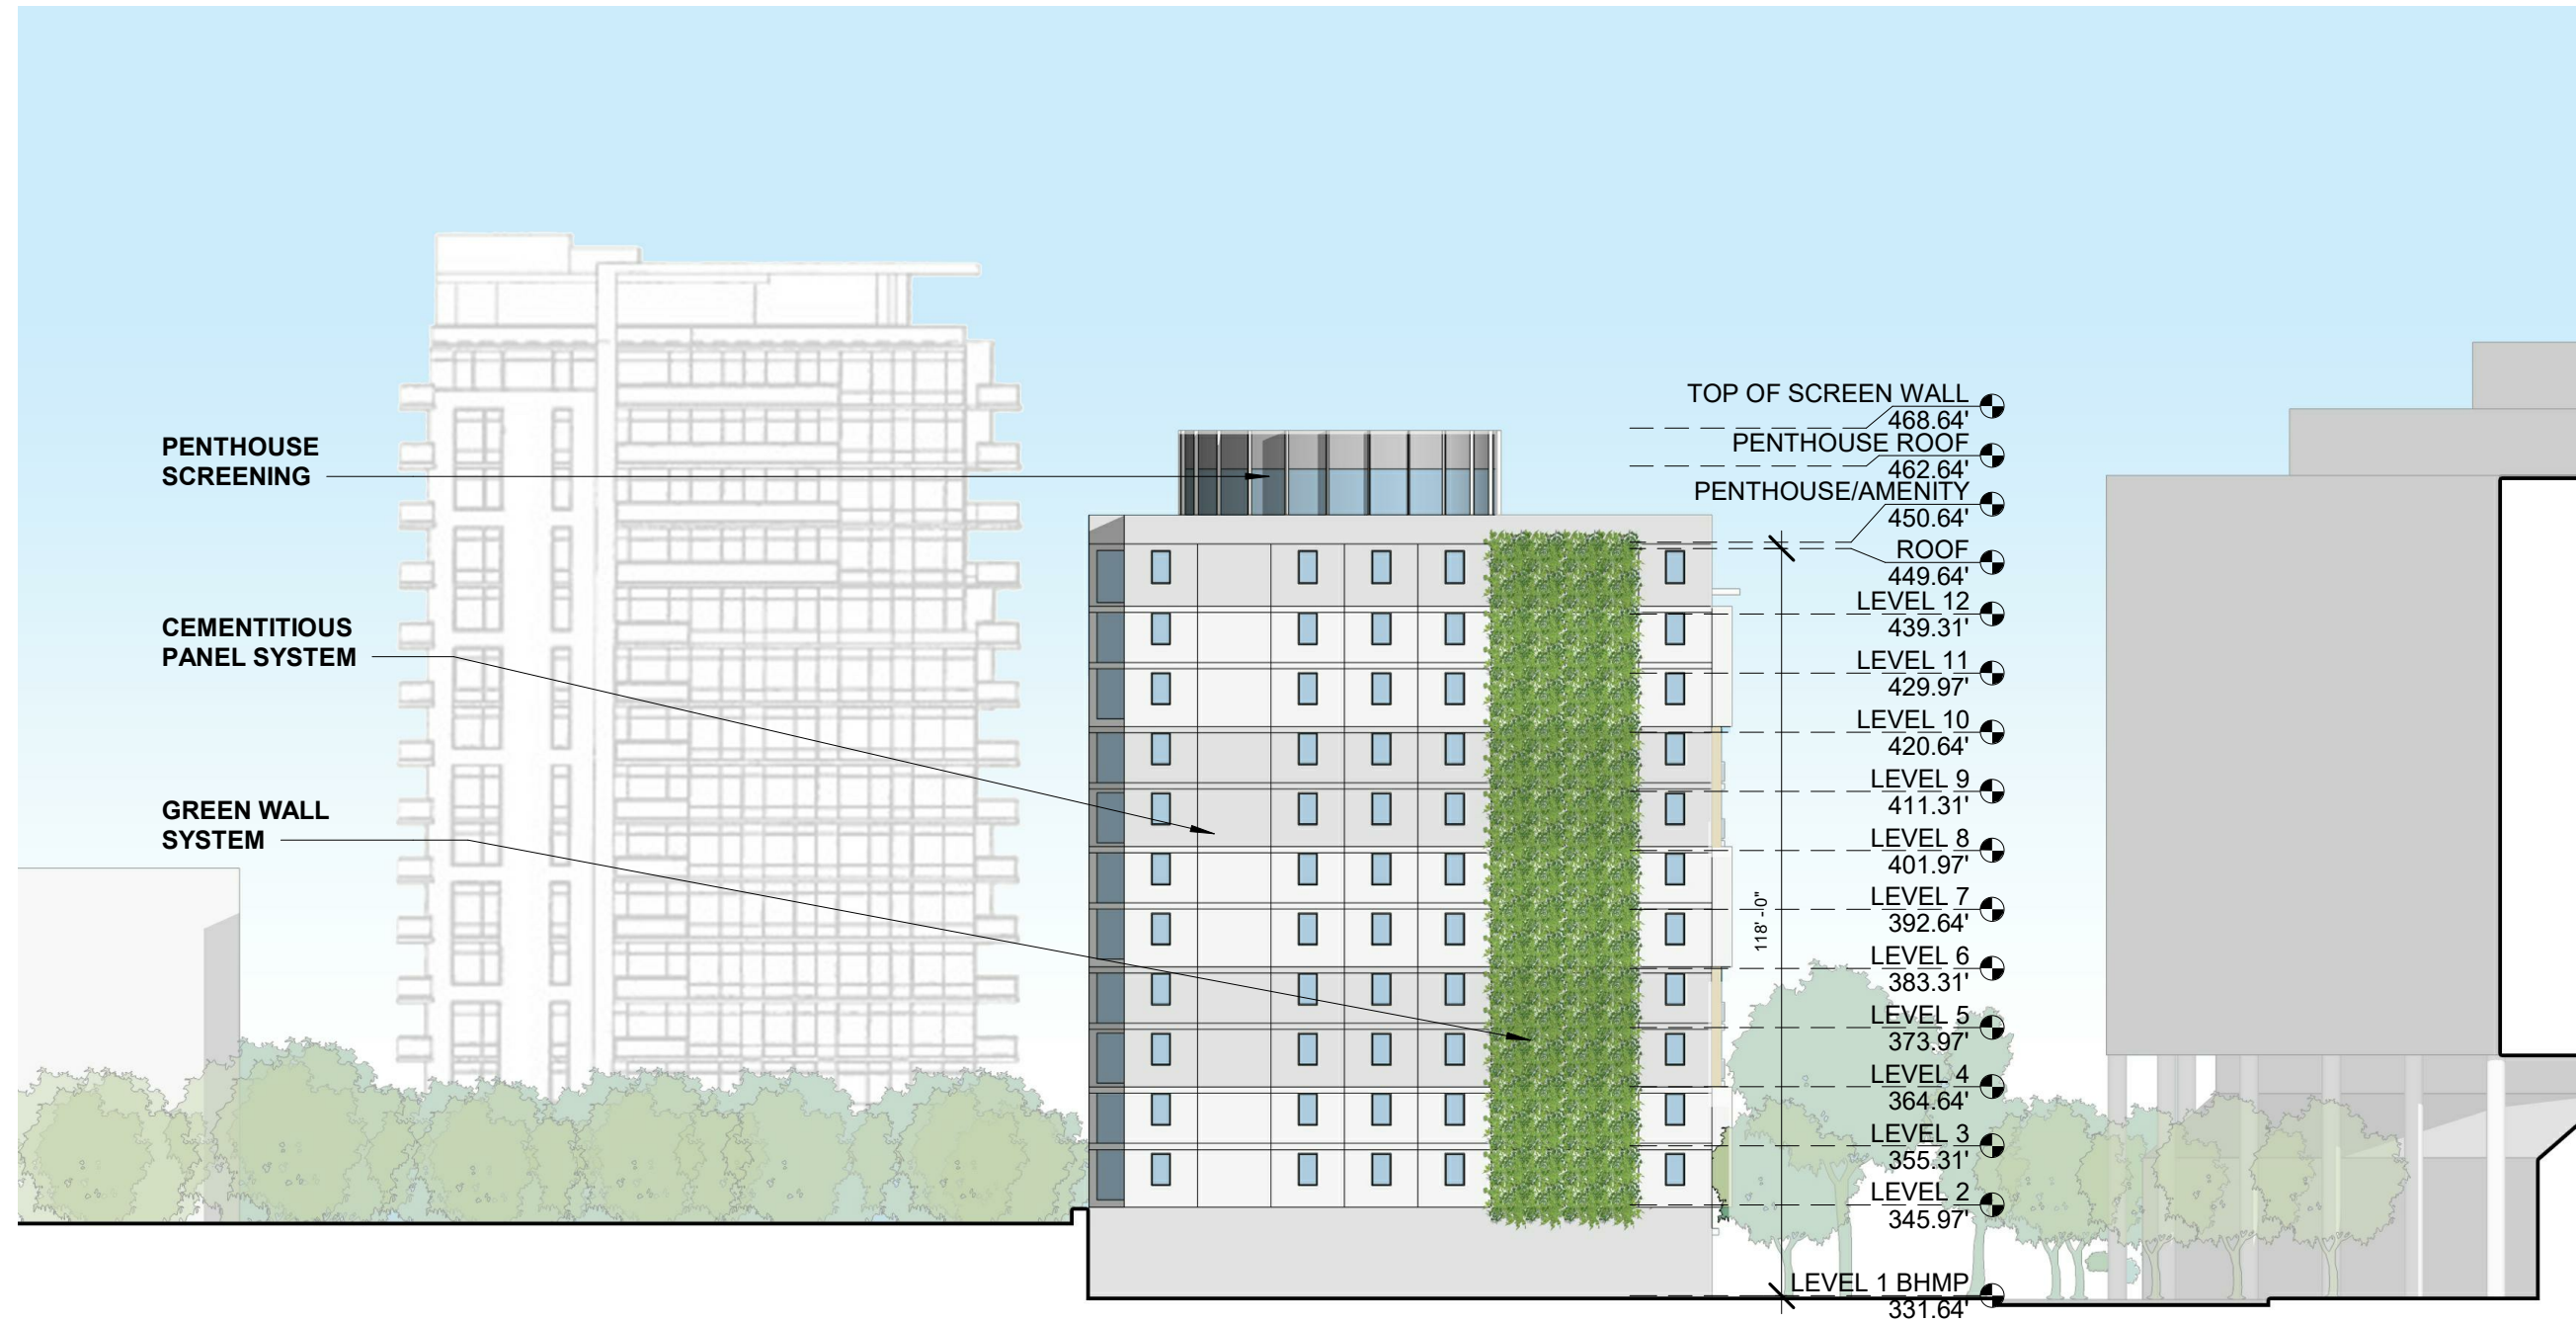 PENTHOUSE
SCREENING
CEMENTITIOUS
PANEL SYSTEM
GREEN WALL
SYSTEM
TOP OF SCREEN WALL
468.64'
PENTHOUSE ROOF
462.64'
PENTHOUSE/AMENITY
450.64'
ROOF
449.64'
LEVEL 12
439.31'
LEVEL 11
429.97'
LEVEL 10
420.64'
LEVEL 9
411.31'
LEVEL 8
401.97'
LEVEL 7
392.64'
118' - 0"
LEVEL 6
383.31'
LEVEL 5
373.97'
LEVEL 4
364.64'
LEVEL 3
355.31'
LEVEL 2
345.97'
LEVEL 1 BHMP
331.64'